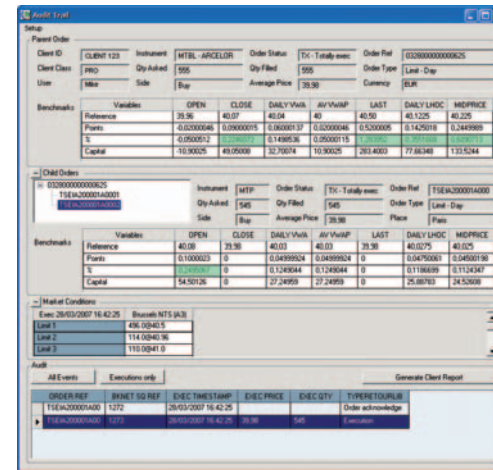 Audit Trail
Setup
Parent Order
Client ID CLIENT 123 Instrument MTBL - ARCELOR Order Status TX - Totally exec Order Ref
Client Class PRO Qty Asked 555 Qty Filled 555 Order Type Limit - Day
User Mike Side Buy Average Price 39,98 Currency EUR
Benchmarks Variables OPEN CLOSE DAILY VWA AV VWAP LAST DAILY LHOC MIDPRICE
Reference 39,96 40,07 40,04 40 40,50 40,1225 40,225
Points -0,02000046 0,09000015 0,06000137 0,02000046 0,5200005 0,1425018 0,2449989
% -0,0500512 0,1498536 0,0500115
Capital -10,90025 49,05008 32,70074 10,90025 283,4003 77,66348 133,5244
Child Orders
TSEIA200001A0001
TSEIA200001A0002
Instrument MTP Order Status TX - Totally exec Order Ref TSEIA200001A000
Qty Asked 545 Qty Filled 545 Order Type Limit - Day
Side Buy Average Price 39,98 Place Paris
Benchmarks Variables OPEN CLOSE DAILY VWA AV VWAP LAST DAILY LHOC MIDPRICE
Reference 40,08 39,98 40,03 40,03 39,98 40,0275 40,025
Points 0,1000023 0 0,04999924 0,04999924 0 0,04750061 0,04500198
% 0 0,1249044 0,1249044 0 0,1186699 0,1124347
Capital 54,50126 0 27,24959 27,24959 0 25,88783 24,52608
Market Conditions
Exec 28/03/2007 16:42:25 Brussels NTS (A3)
Limit 1 496.0@40.5
Limit 2 114.0@40.96
Limit 3 110.0@41.0
Audit
All Events Executions only Generate Client Report
ORDER REF BKNET SQ REF EXEC TIMESTAMP EXEC PRICE EXEC QTY TYPERETOURLIB
TSEIA200001A00 1272 28/03/2007 16:42:25 Order acknowledge
TSEIA200001A00 1273 28/03/2007 16:42:25 39,98 545 Execution